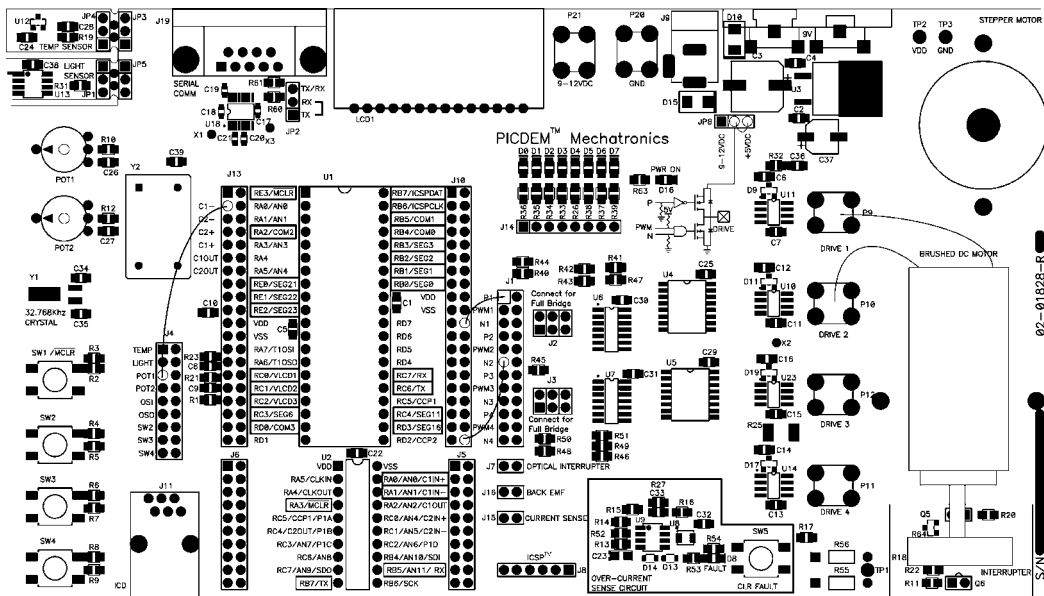 U12
C28
R19
C24
TEMP SENSOR
JP4
JP3
C38
LIGHT
SENSOR
R31
U13
JP1
JP5
J19
SERIAL
COMM
C19
R61
R60
C18
C17
U18
X1
C21
C20
X3
TX/RX
RX
TX
JP2
LCD1
P21
9-12VDC
P20
GND
J9
D10
D15
9V
C3
C4
U3
C2
C37
JP8
9-12VDC
+5VDC
TP2
VDD
TP3
GND
STEPPER MOTOR
PICDEM™ Mechatronics
D0 D1 D2 D3 D4 D5 D6 D7
R36 R35 R34 R33 R26 R38 R37 R39
J14
PWR ON
R63
D16
P
5V
PWM
N
DRIVE
R10
C26
POT1
R12
C27
POT2
Y2
C39
Y1
C34
C35
32.768Khz
CRYSTAL
C10
J13
C1-
C2-
C2+
C1+
C1OUT
C2OUT
RE3/MCLR
RA0/AN0
RA1/AN1
RA2/COM2
RA3/AN3
RA4
RA5/AN4
RE0/SEG21
RE1/SEG22
RE2/SEG23
VDD
VSS
RA7/T1OSI
RA6/T1OSO
RC0/VLCD1
RC1/VLCD2
RC2/VLCD3
RC3/SEG6
RD0/COM3
RD1
U1
C5
C1
J10
RB7/ICSPDAT
RB6/ICSPCLK
RB5/COM1
RB4/COM0
RB3/SEG3
RB2/SEG2
RB1/SEG1
RB0/SEG0
VDD
VSS
RD7
RD6
RD5
RD4
RC7/RX
RC6/TX
RC5/CCP1
RC4/SEG11
RD3/SEG16
RD2/CCP2
J1
P1
PWM1
N1
P2
PWM2
N2
P3
PWM3
N3
P4
PWM4
N4
J4
TEMP
LIGHT
POT1
POT2
OSI
OSO
SW2
SW3
SW4
R23
C8
R21
C9
R1
SW1 /MCLR
R3
R2
SW2
R4
R5
SW3
R6
R7
SW4
R8
R9
J11
ICD
R44
R40
R42
R43
R41
R47
Connect for
Full Bridge
J2
U6
C30
R45
J3
Connect for
Full Bridge
U7
C31
R50
R48
R51
R49
R46
U4
C25
U5
C29
R32
C36
C6
D9
U11
C7
C12
D11
U10
C11
X2
C16
D19
U23
C15
R25
C14
D17
U14
C13
P9
DRIVE 1
P10
DRIVE 2
P12
DRIVE 3
P11
DRIVE 4
BRUSHED DC MOTOR
02-01828-R
S/N
J6
U2
C22
VDD
RA5/CLKIN
RA4/CLKOUT
RA3/MCLR
RC5/CCP1/P1A
RC4/C2OUT/P1B
RC3/AN7/P1C
RC6/AN8
RC7/AN9/SDO
RB7/TX
VSS
RA0/AN0/C1IN+
RA1/AN1/C1IN-
RA2/AN2/C1OUT
RC0/AN4/C2IN+
RC1/AN5/C2IN-
RC2/AN6/P1D
RB4/AN10/SDI
RB5/AN11/ RX
RB6/SCK
J5
J7
OPTICAL INTERRUPTER
J16
BACK EMF
J15
CURRENT SENSE
ICSP™
J8
R27
C33
R15
R16
R14
U9
U8
C32
R52
R13
C23
D14
D13
R53
R54
D8
FAULT
SW5
CLR FAULT
OVER-CURRENT
SENSE CIRCUIT
R17
R56
R55
TP1
Q5
R64
R20
R18
R22
R11
INTERRUPTER
Q6